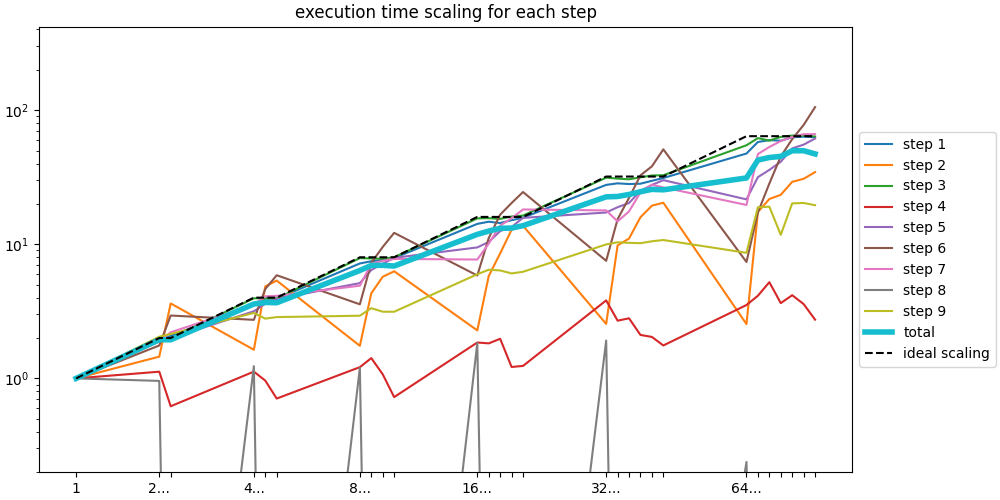 execution time scaling for each step
10²
10¹
10⁰
1
2...
4...
8...
16...
32...
64...
step 1
step 2
step 3
step 4
step 5
step 6
step 7
step 8
step 9
total
ideal scaling